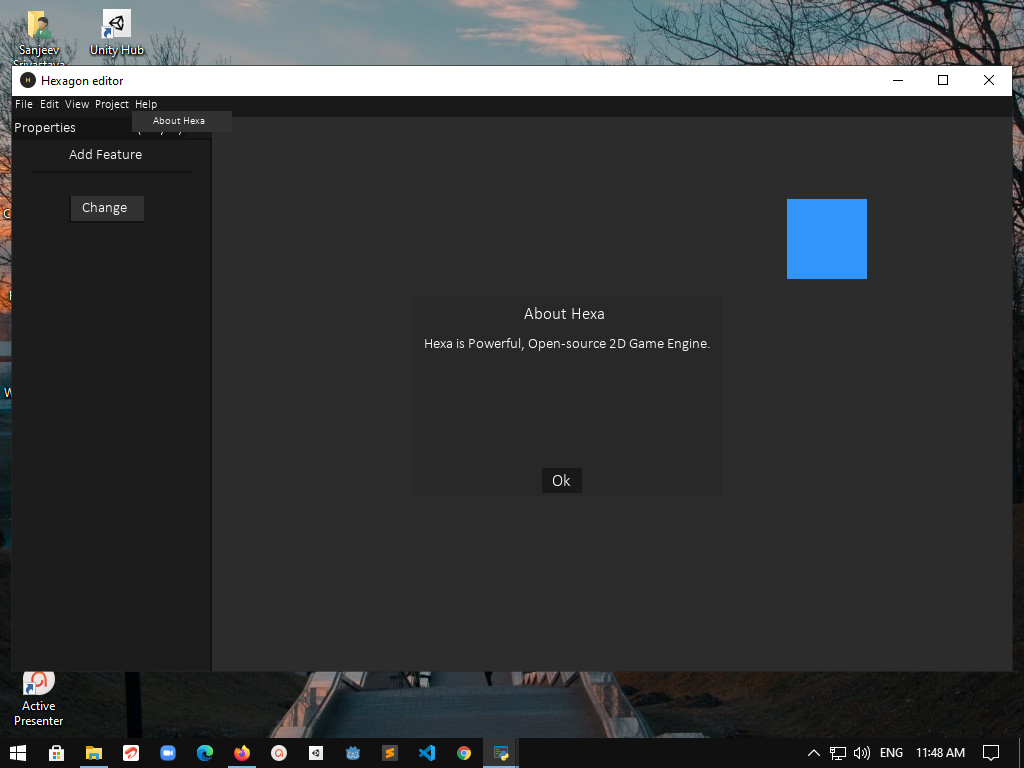 Sanjeev
Srivastava
Unity Hub
Hexagon editor
File Edit View Project Help
About Hexa
Properties
Add Feature
Change
About Hexa
Hexa is Powerful, Open-source 2D Game Engine.
Ok
Active
Presenter
ENG
11:48 AM